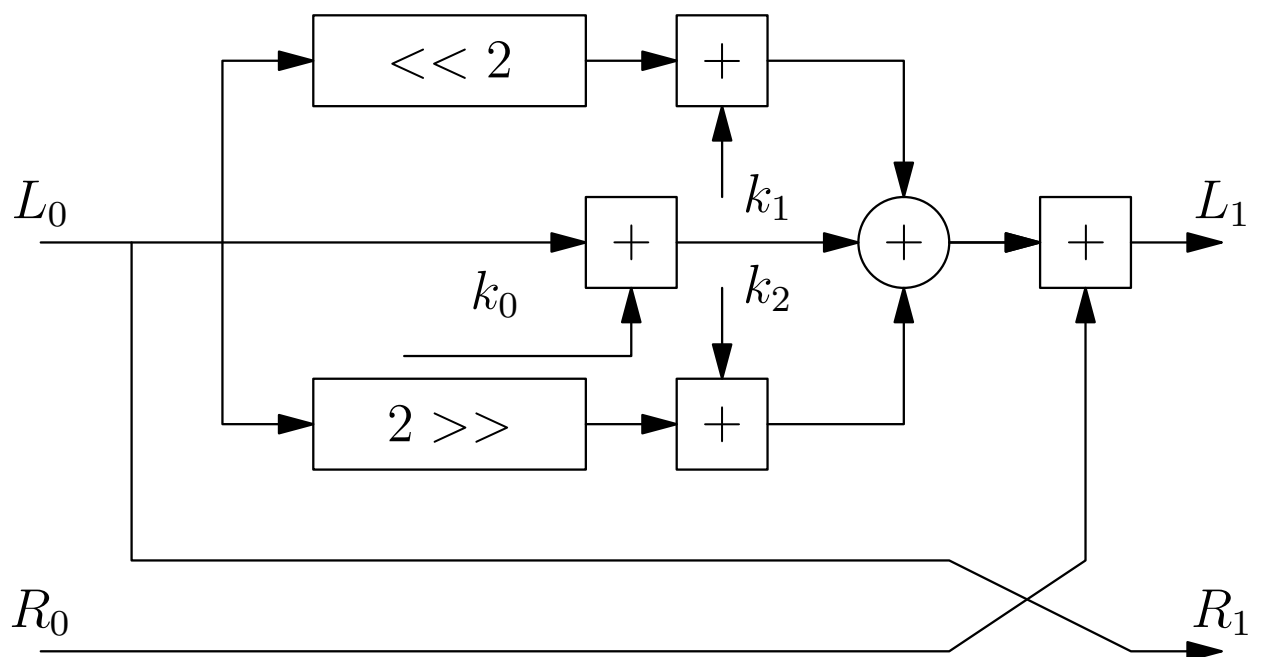 << 2
+
L₀
k₁
+
+
+
L₁
k₀
k₂
2 >>
+
R₀
R₁